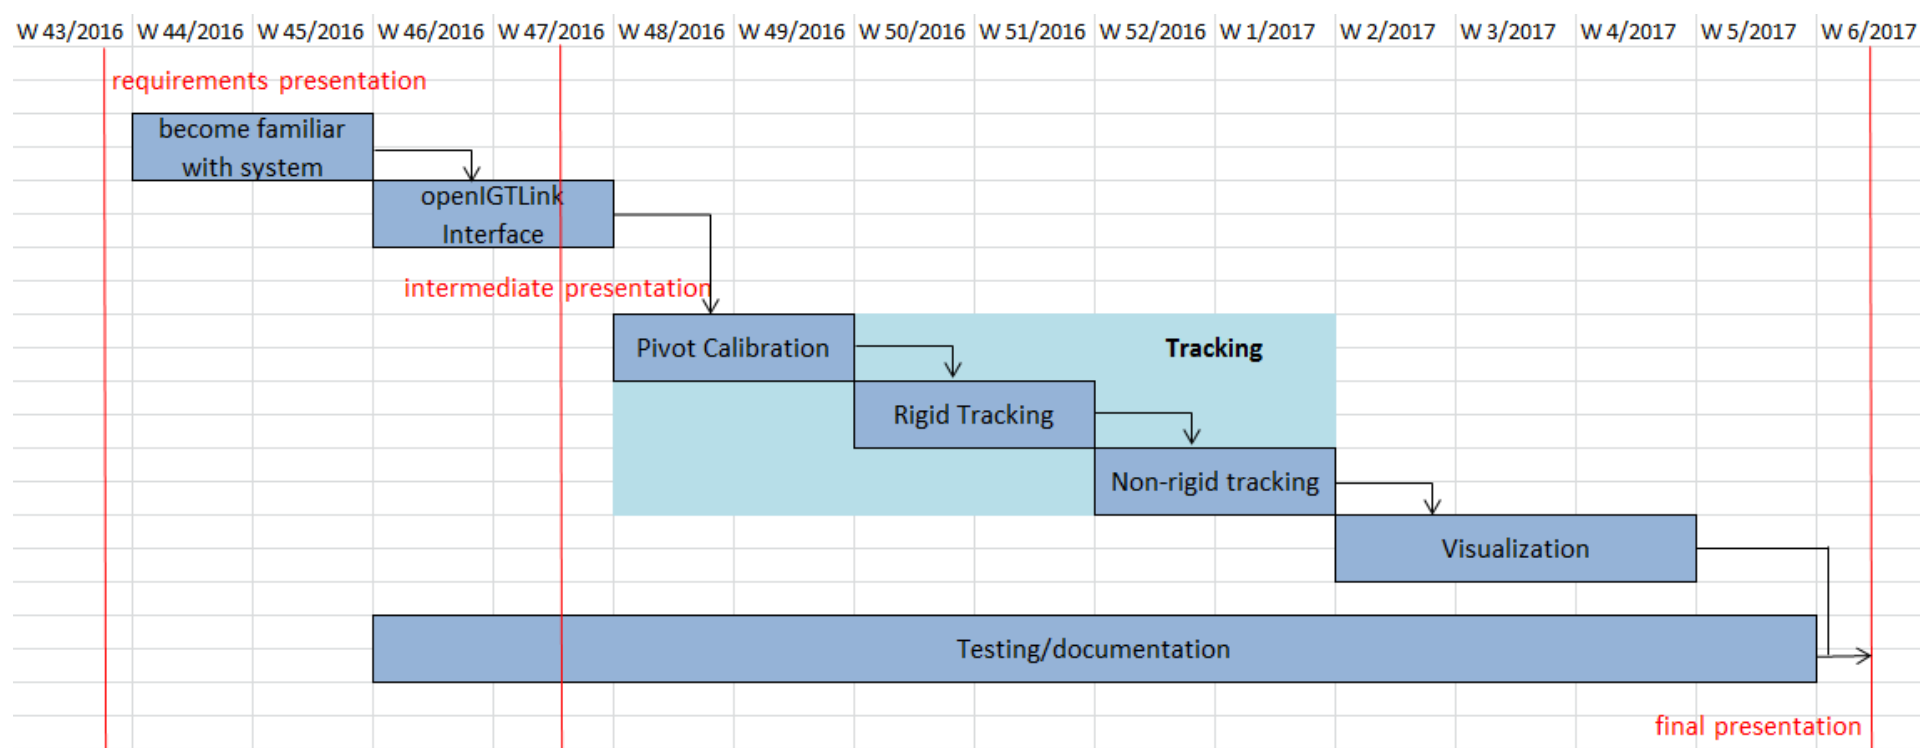 W 43/2016 W 44/2016 W 45/2016 W 46/2016 W 47/2016 W 48/2016 W 49/2016 W 50/2016 W 51/2016 W 52/2016 W 1/2017 W 2/2017 W 3/2017 W 4/2017 W 5/2017 W 6/2017
requirements presentation
become familiar
with system
openIGTLink
Interface
intermediate presentation
Pivot Calibration
Tracking
Rigid Tracking
Non-rigid tracking
Visualization
Testing/documentation
final presentation